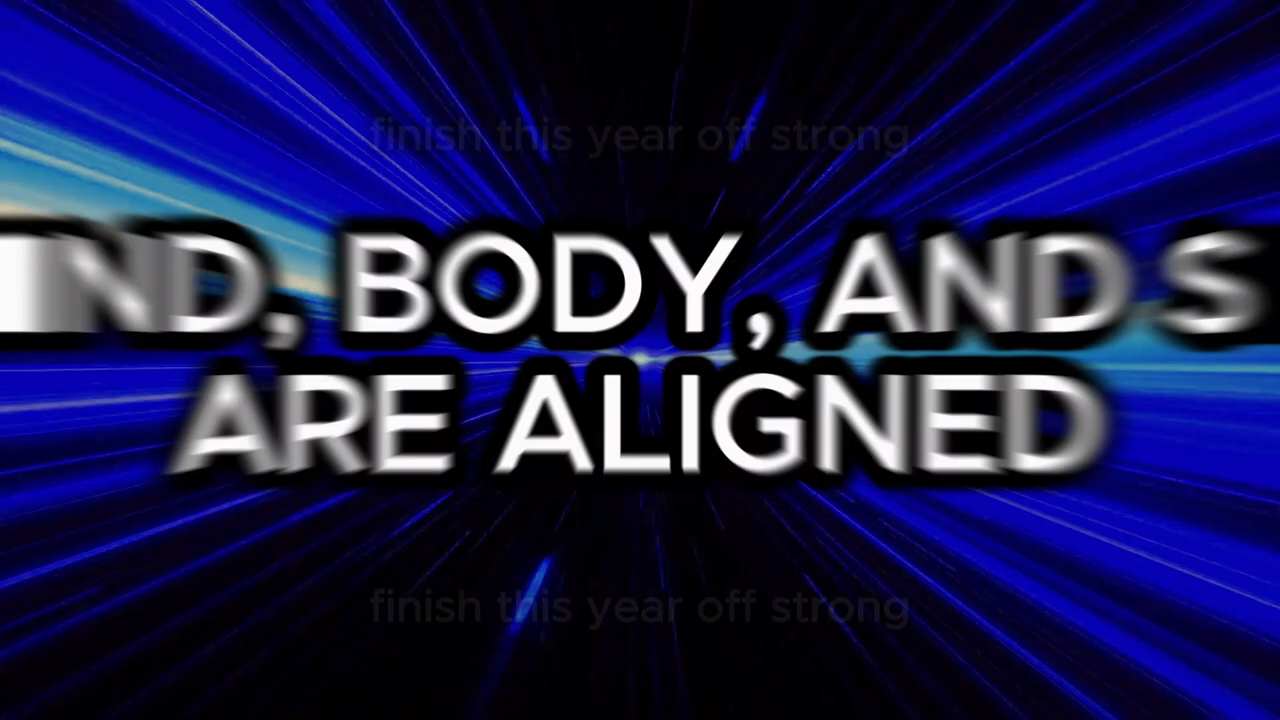 finish this year off strong
ND, BODY, AND S
ARE ALIGNED
finish this year off strong